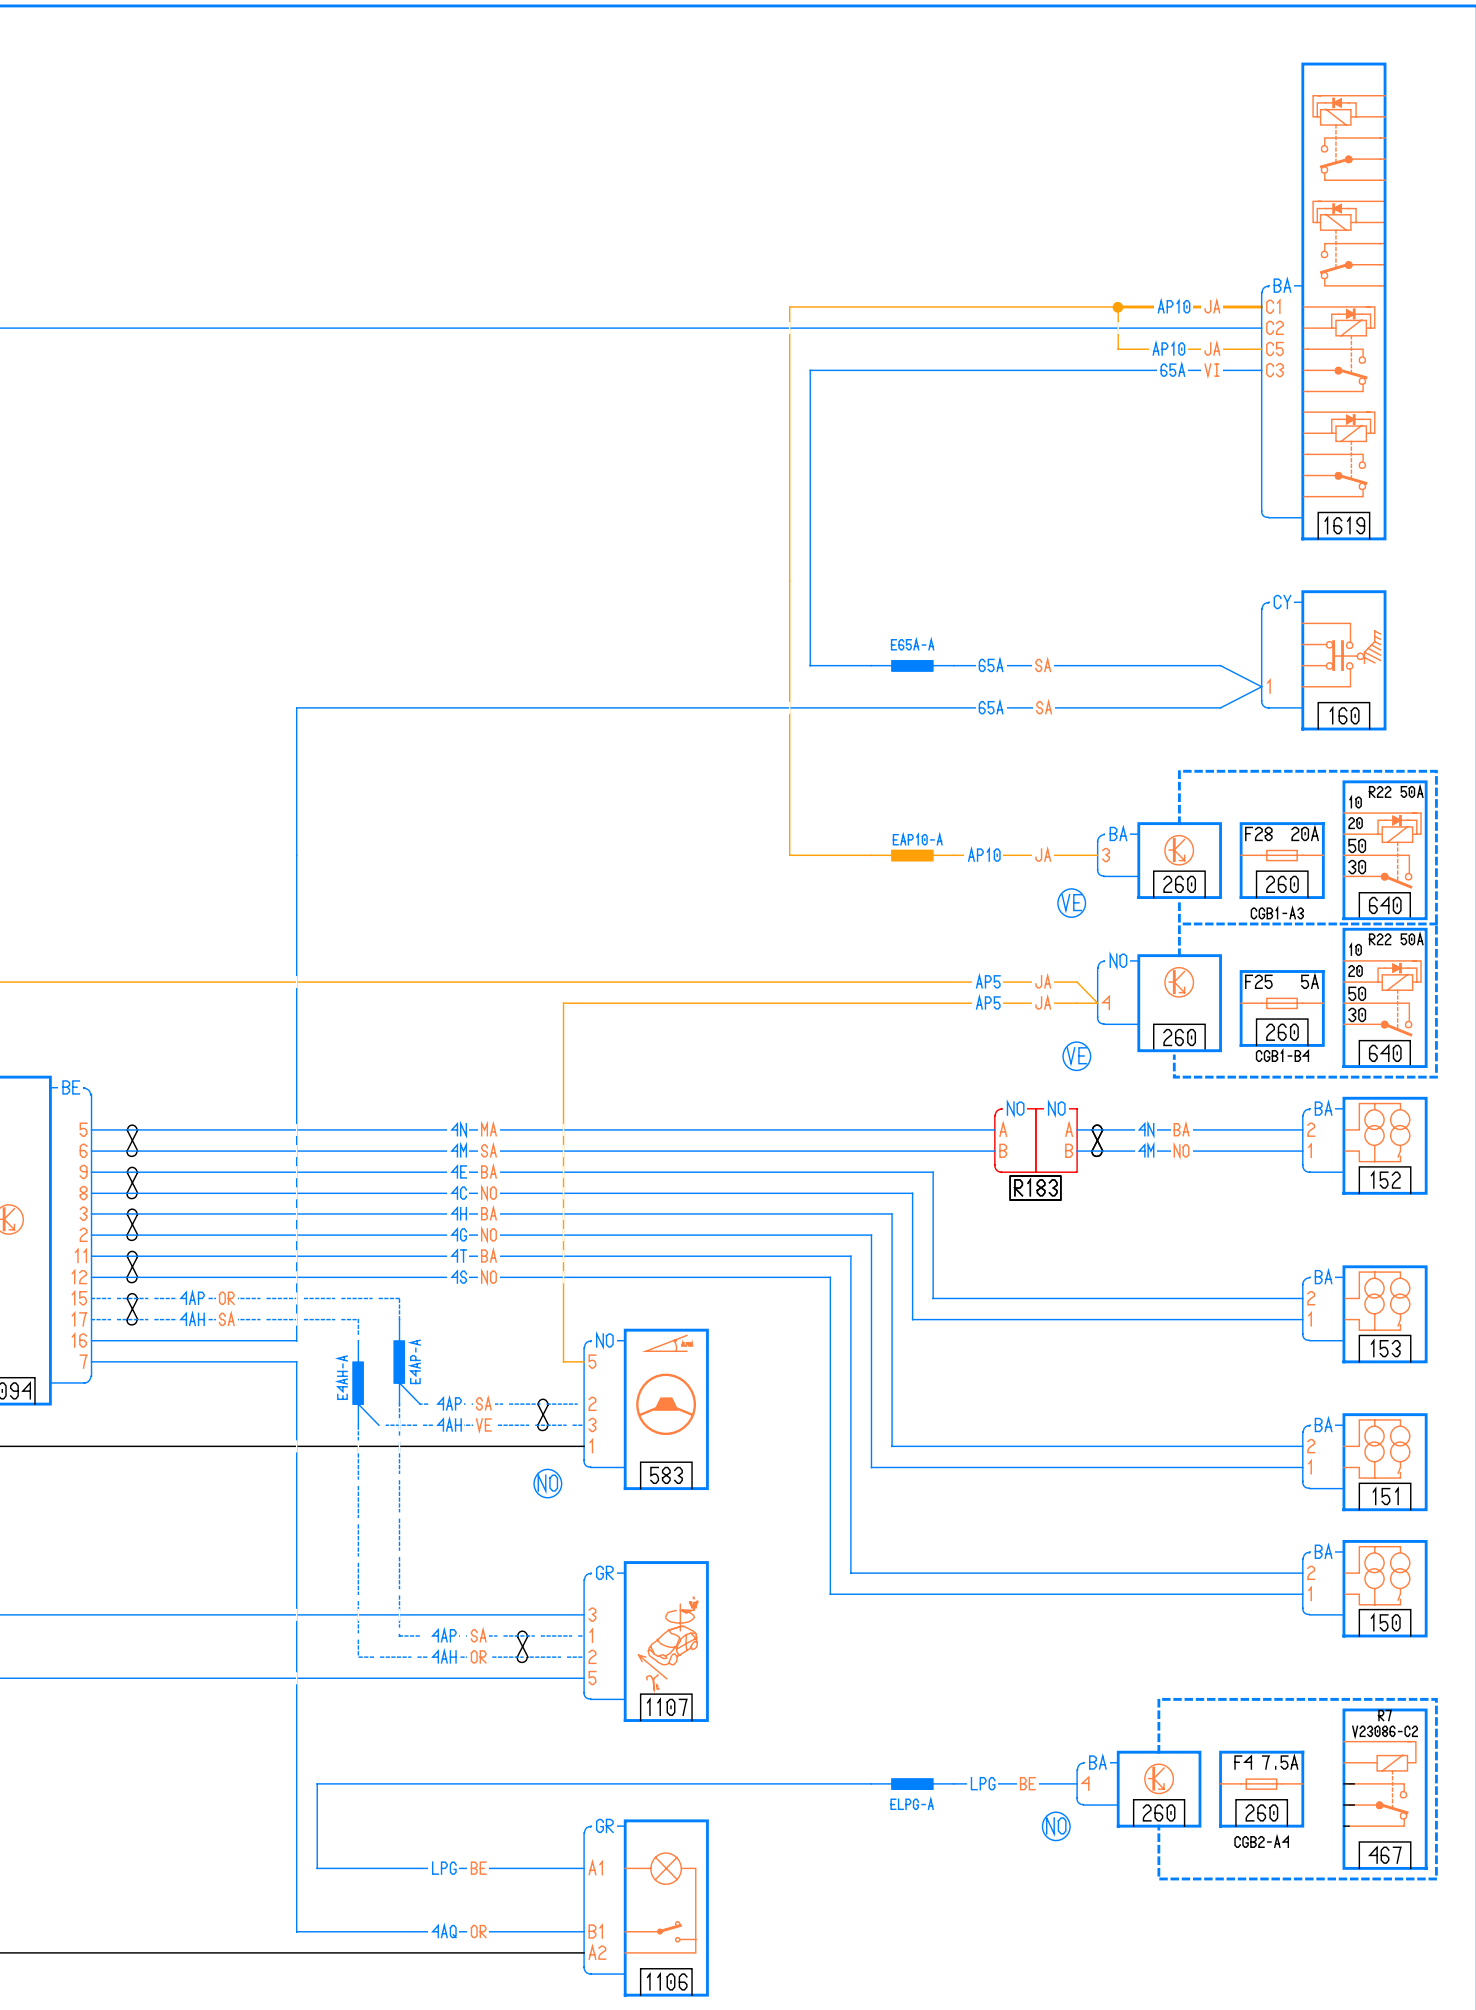 BA
AP10 JA C1
C2
AP10 JA C5
65A VI C3
1619
CY
E65A-A
65A SA
1
65A SA
160
R22 50A
10
20
50
30
640
BA
F28 20A
EAP10-A
AP10 JA 3
260
260
CGB1-A3
VE
R22 50A
10
20
50
30
640
NO
F25 5A
AP5 JA
AP5 JA 4
260
260
CGB1-B4
VE
BE
NO NO
BA
5 4N MA A A 4N BA 2
6 4M SA B B 4M NO 1
R183
152
9 4E BA
8 4C NO
3 4H BA
2 4G NO
11 4T BA
12 4S NO
15 4AP OR
17 4AH SA
16
7
094
BA
2
1
153
E4AH-A
E4AP-A
NO
5
4AP SA 2
4AH VE 3
1
583
NO
BA
2
1
151
BA
2
1
150
GR
3
4AP SA 1
4AH OR 2
5
1107
R7
V23086-C2
467
BA
F4 7.5A
LPG BE 4
ELPG-A
260
260
CGB2-A4
NO
GR
LPG BE A1
4AQ OR B1
A2
1106